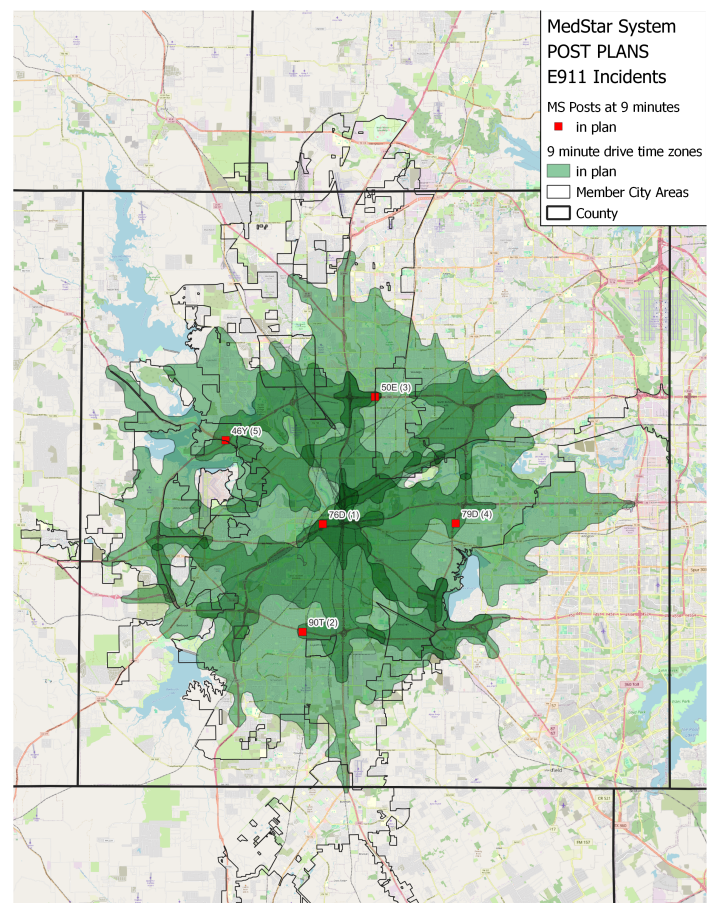 MedStar System
POST PLANS
E911 Incidents
MS Posts at 9 minutes
in plan
9 minute drive time zones
in plan
Member City Areas
County
50E (3)
46Y (5)
76D (1)
79D (4)
90T (2)